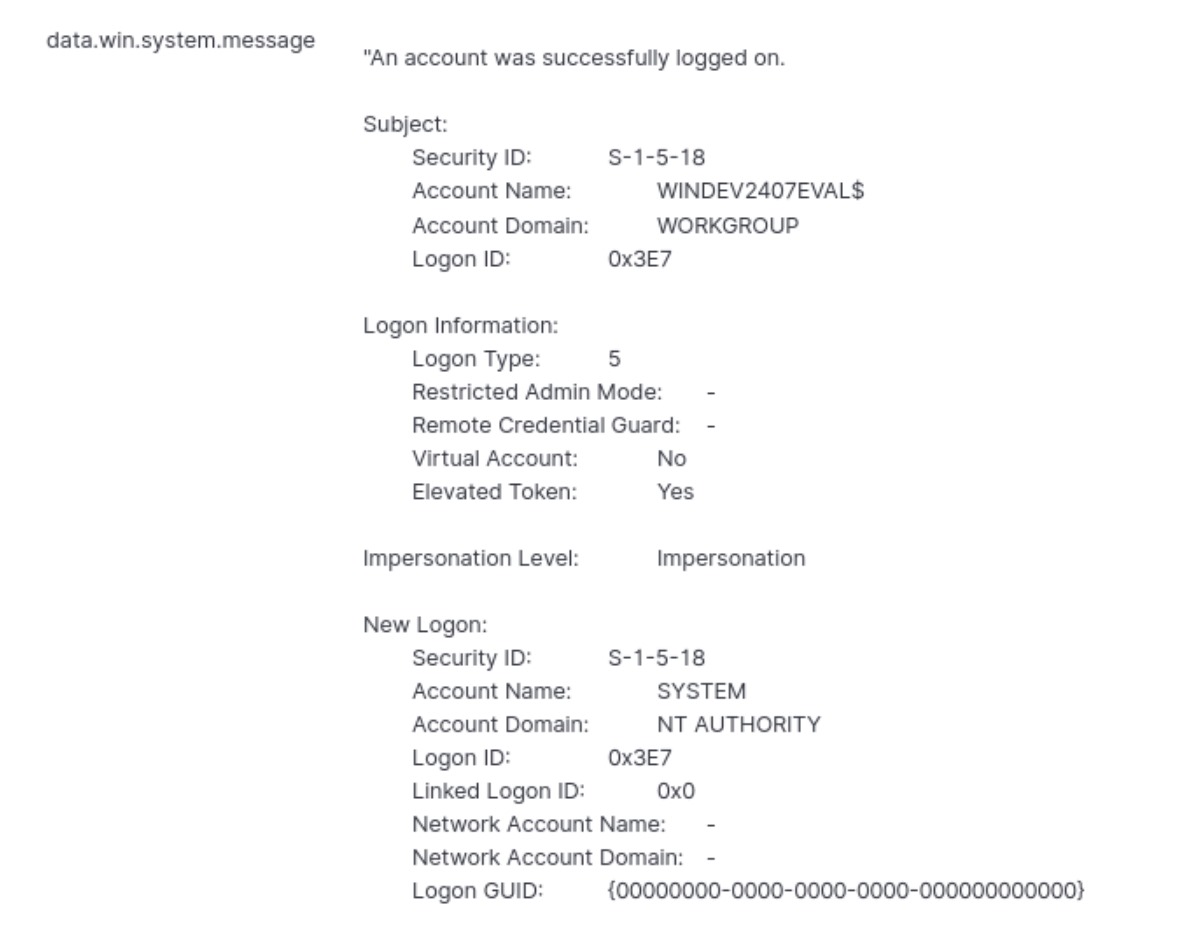 data.win.system.message
"An account was successfully logged on.
Subject:
Security ID: S-1-5-18
Account Name: WINDEV2407EVAL$
Account Domain: WORKGROUP
Logon ID: 0x3E7
Logon Information:
Logon Type: 5
Restricted Admin Mode: -
Remote Credential Guard: -
Virtual Account: No
Elevated Token: Yes
Impersonation Level: Impersonation
New Logon:
Security ID: S-1-5-18
Account Name: SYSTEM
Account Domain: NT AUTHORITY
Logon ID: 0x3E7
Linked Logon ID: 0x0
Network Account Name: -
Network Account Domain: -
Logon GUID: {00000000-0000-0000-0000-000000000000}